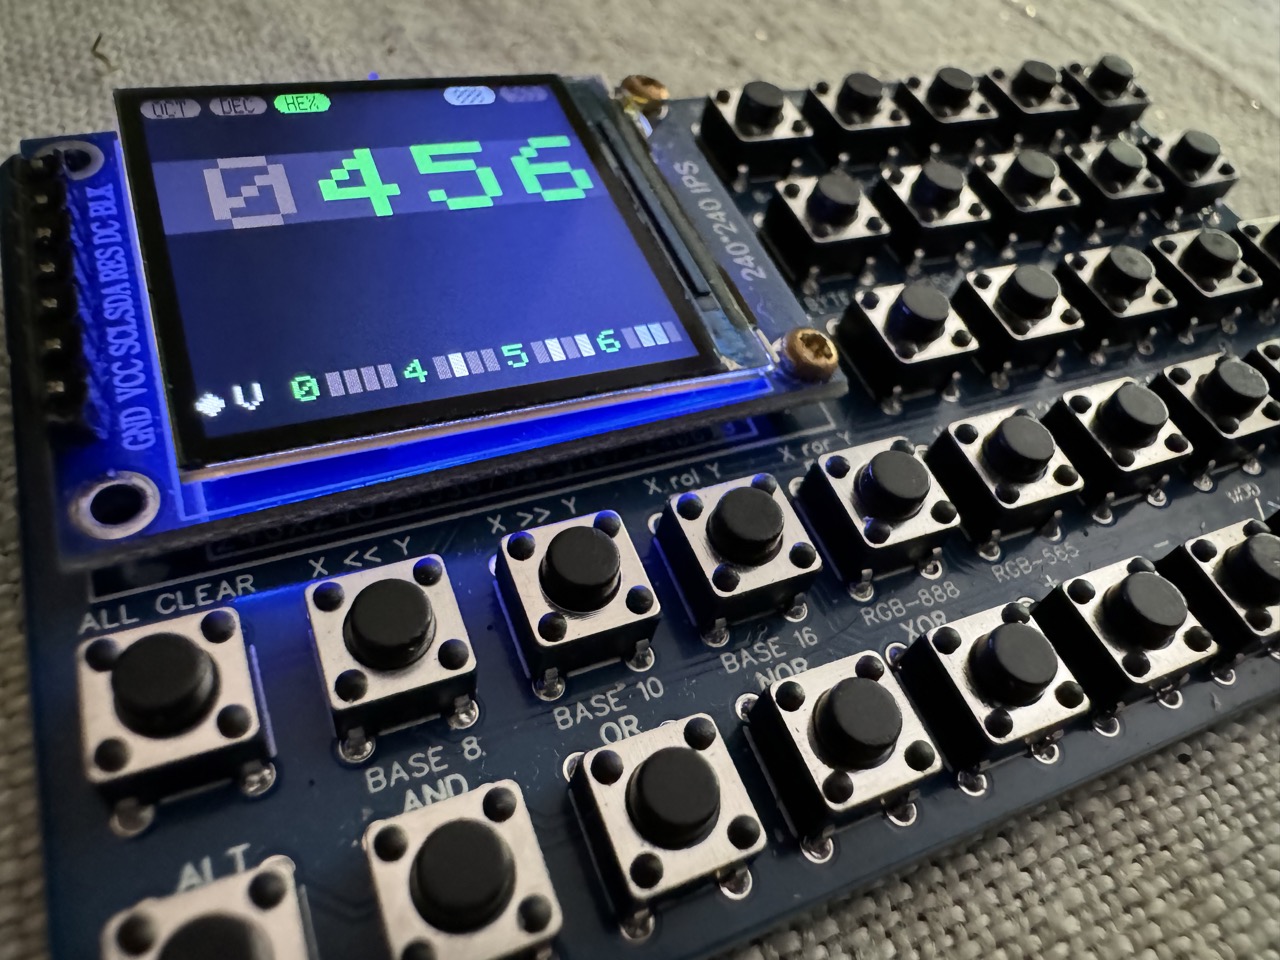 OCT DEC HEX
0456
0 4 5 6
GND VCC SCL SDA RES DC BLK
240*240 IPS
ALL CLEAR
X << Y
X >> Y
X rol Y
X ror Y
BASE 8
BASE 10
BASE 16
RGB-888
RGB-565
ALT
AND
OR
NOR
XOR
+
-